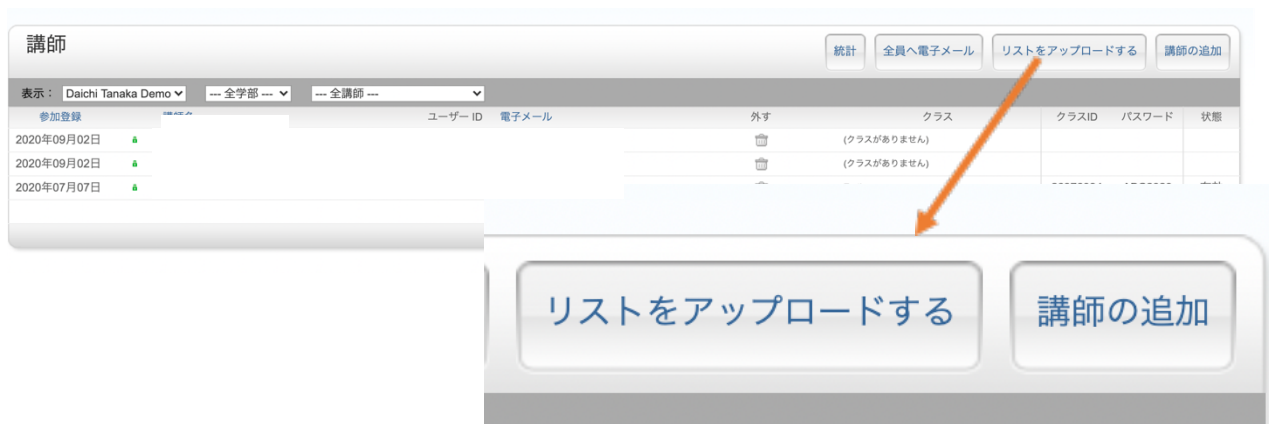 講師
統計 全員へ電子メール リストをアップロードする 講師の追加
表示： Daichi Tanaka Demo --- 全学部 --- --- 全講師 ---
参加登録 ユーザー ID 電子メール 外す クラス クラスID パスワード 状態
2020年09月02日 (クラスがありません)
2020年09月02日 (クラスがありません)
2020年07月07日
リストをアップロードする 講師の追加